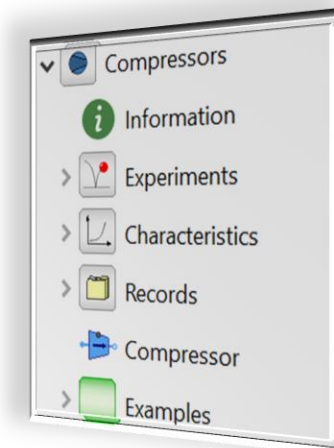 Compressors
Information
Experiments
Characteristics
Records
Compressor
Examples